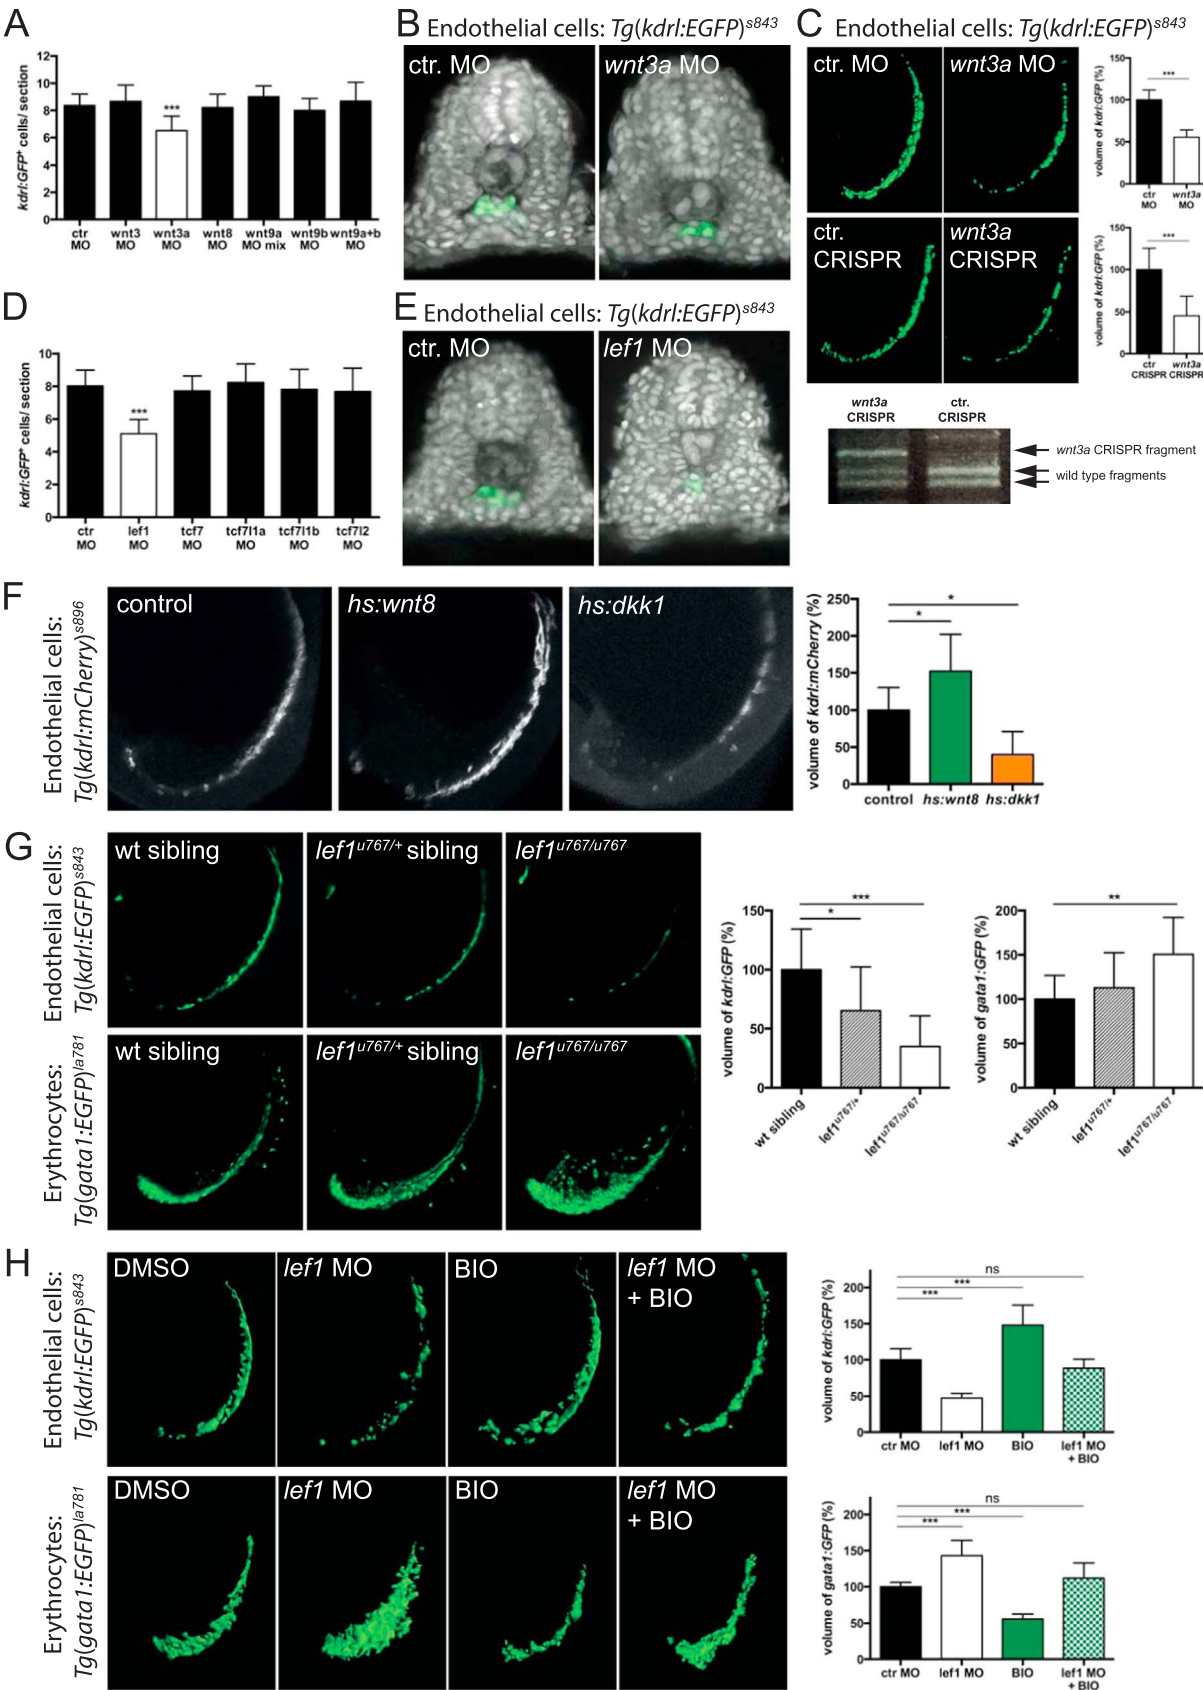 A
kdrl:GFP+ cells/ section
12
10
8
6
4
2
0
***
ctr MO
wnt3 MO
wnt3a MO
wnt8 MO
wnt9a MO mix
wnt9b MO
wnt9a+b MO
B Endothelial cells: Tg(kdrl:EGFP)s843
ctr. MO
wnt3a MO
C Endothelial cells: Tg(kdrl:EGFP)s843
ctr. MO
wnt3a MO
volume of kdrl:GFP (%)
150
100
50
0
***
ctr MO
wnt3a MO
ctr. CRISPR
wnt3a CRISPR
volume of kdrl:GFP (%)
150
100
50
0
***
ctr CRISPR
wnt3a CRISPR
wnt3a CRISPR
ctr. CRISPR
wnt3a CRISPR fragment
wild type fragments
D
kdrl:GFP+ cells/ section
10
8
6
4
2
0
***
ctr MO
lef1 MO
tcf7 MO
tcf7l1a MO
tcf7l1b MO
tcf7l2 MO
E Endothelial cells: Tg(kdrl:EGFP)s843
ctr. MO
lef1 MO
F
Endothelial cells:
Tg(kdrl:mCherry)s896
control
hs:wnt8
hs:dkk1
volume of kdrl:mCherry (%)
250
200
150
100
50
0
*
*
control
hs:wnt8
hs:dkk1
G
Endothelial cells:
Tg(kdrl:EGFP)s843
wt sibling
lef1u767/+ sibling
lef1u767/u767
Erythrocytes:
Tg(gata1:EGFP)la781
wt sibling
lef1u767/+ sibling
lef1u767/u767
volume of kdrl:GFP (%)
150
100
50
0
***
*
wt sibling
lef1u767/+
lef1u767/u767
volume of gata1:GFP (%)
200
150
100
50
0
**
wt sibling
lef1u767/+
lef1u767/u767
H
Endothelial cells:
Tg(kdrl:EGFP)s843
DMSO
lef1 MO
BIO
lef1 MO
+ BIO
volume of kdrl:GFP (%)
200
150
100
50
0
ns
***
***
ctr MO
lef1 MO
BIO
lef1 MO
+ BIO
Erythrocytes:
Tg(gata1:EGFP)la781
DMSO
lef1 MO
BIO
lef1 MO
+ BIO
volume of gata1:GFP (%)
200
150
100
50
0
ns
***
***
ctr MO
lef1 MO
BIO
lef1 MO
+ BIO